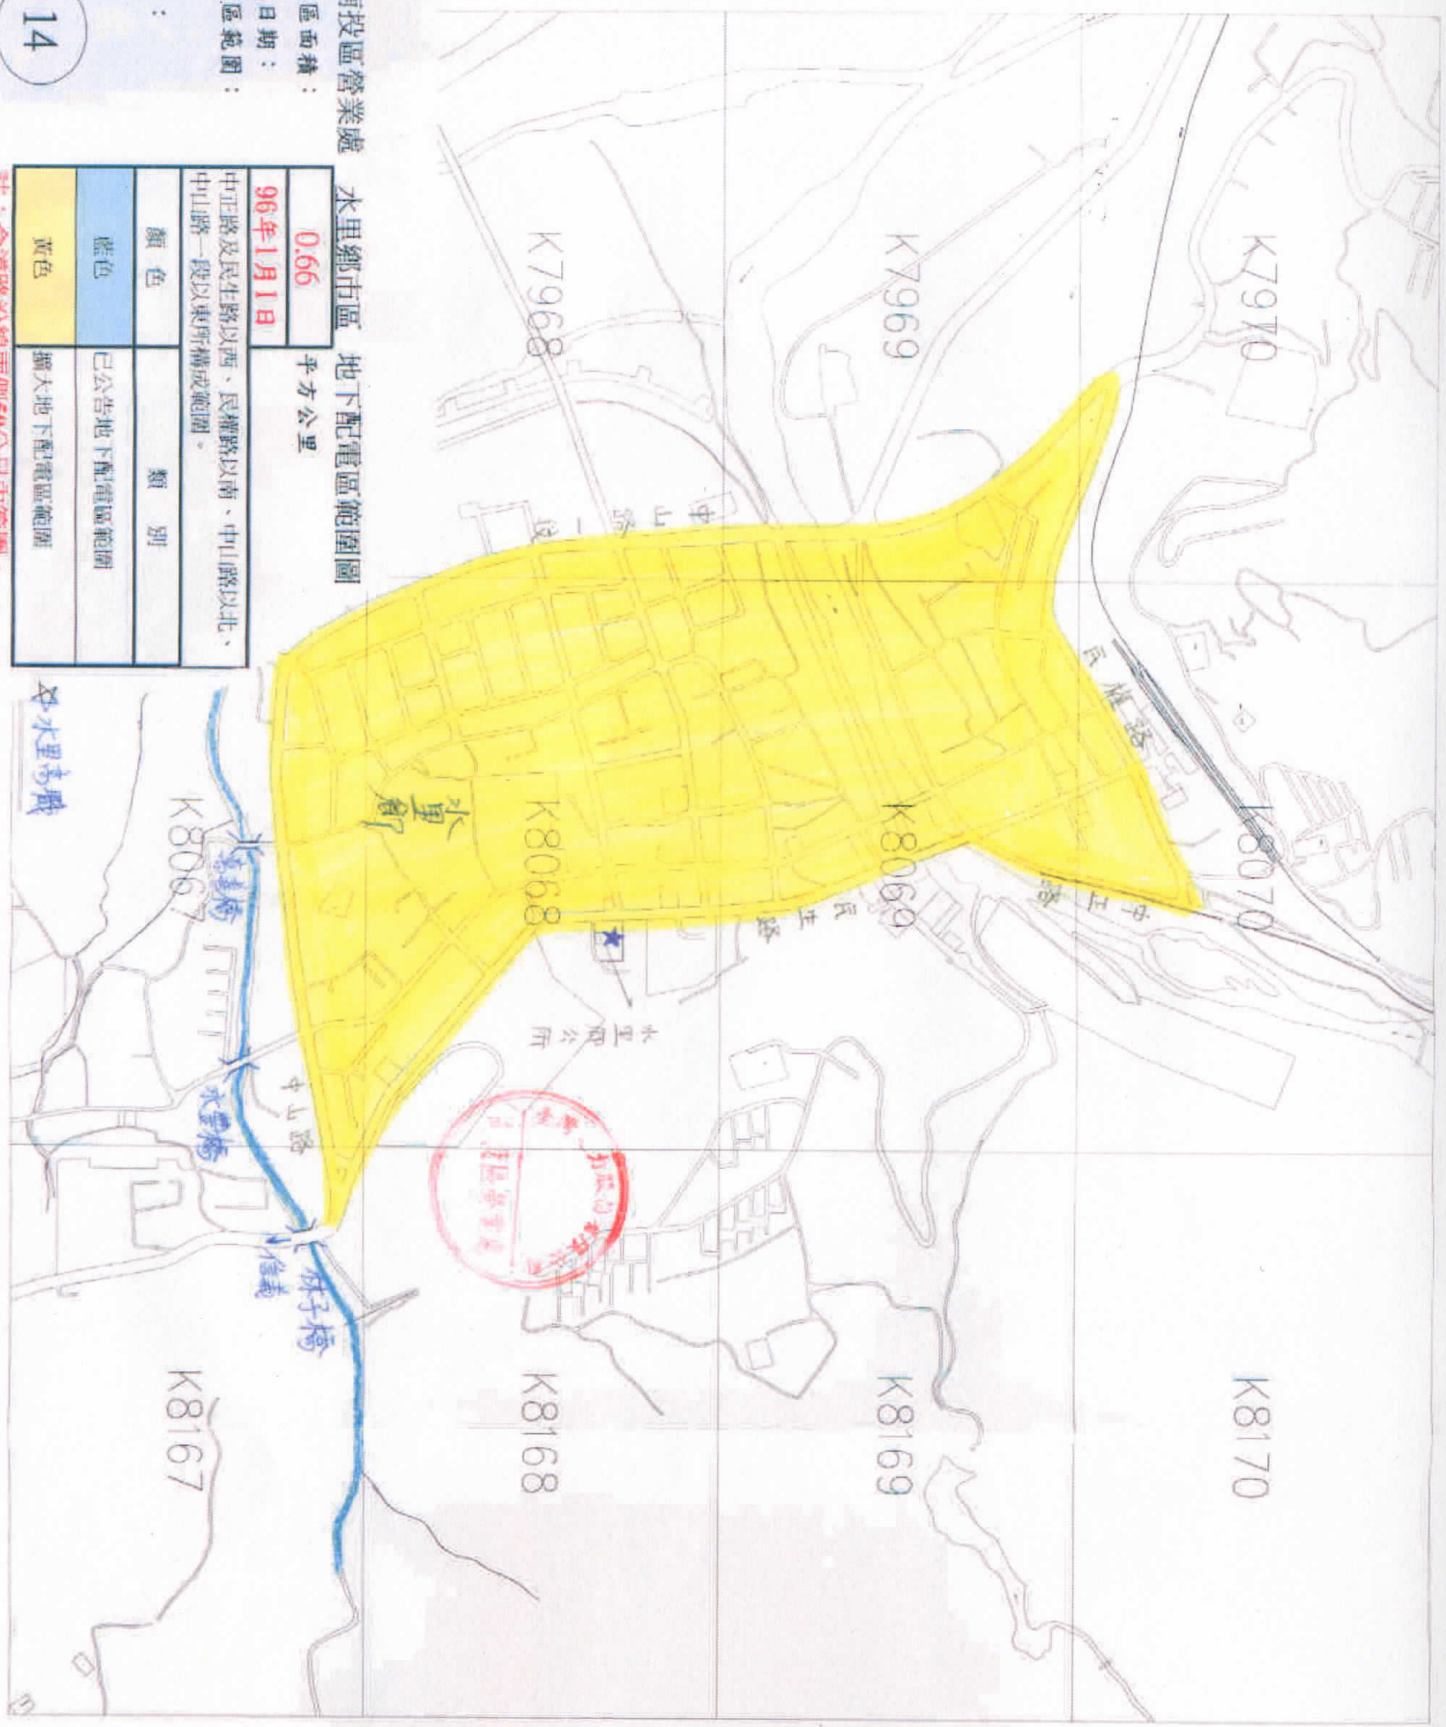 南投區營業處 水里鄉市區 地下配電區範圍圖
區面積： 0.66 平方公里
日期： 96年1月1日
區範圍： 中正路及民生路以西、民權路以南、中山路以北、
中山路一段以東所構成範圍。
： 顏色 類別
藍色 已公告地下配電區範圍
黃色 擴大地下配電區範圍
14
K7970
K8070
K8170
K7969
K8069
K8169
K7968
K8068
K8168
K8067
K8167
民權路
中正路
民生路
中山路一段
水里鄉
水里鄉公所
中山路
水里高職
永豐橋
信義
林子橋